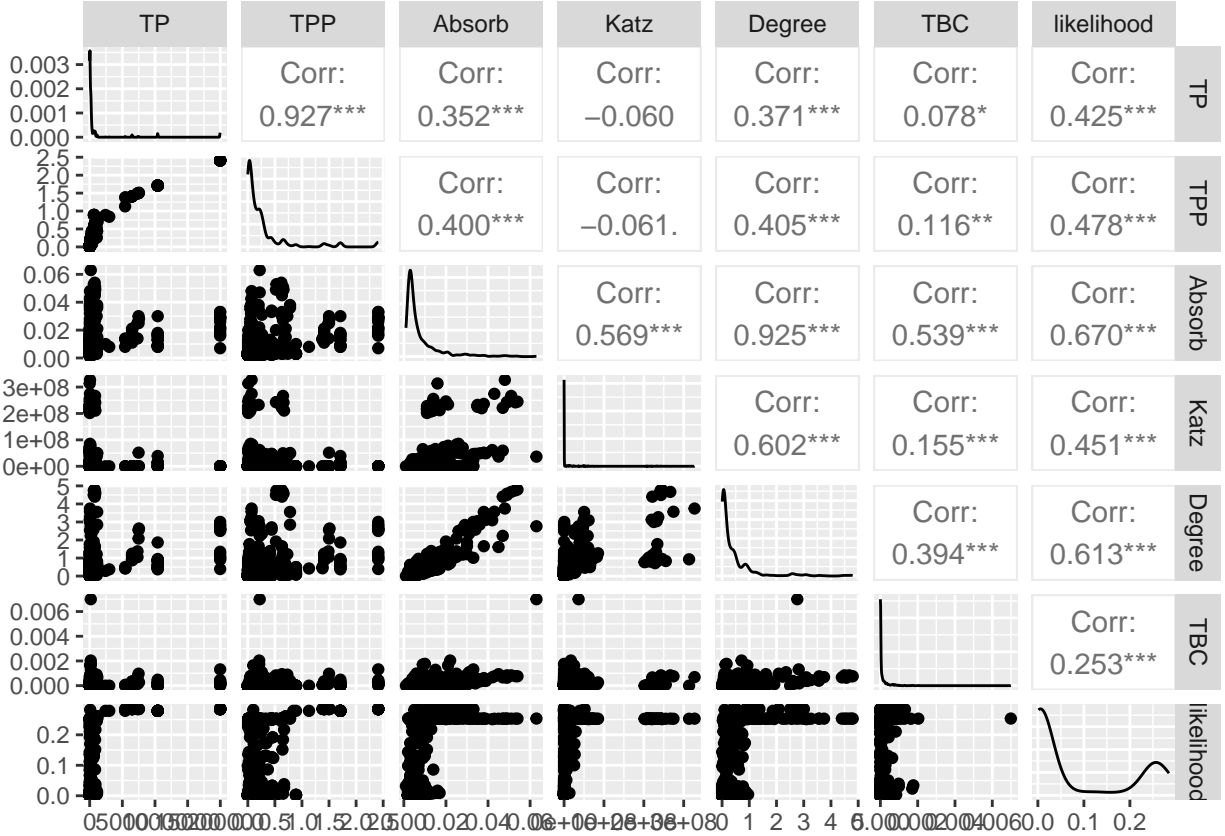 TP TPP Absorb Katz Degree TBC likelihood
0.003
0.002
0.001
0.000
Corr:
0.927***
Corr:
0.352***
Corr:
−0.060
Corr:
0.371***
Corr:
0.078*
Corr:
0.425***
TP
2.5
2.0
1.5
1.0
0.5
0.0
Corr:
0.400***
Corr:
−0.061.
Corr:
0.405***
Corr:
0.116**
Corr:
0.478***
TPP
0.06
0.04
0.02
0.00
Corr:
0.569***
Corr:
0.925***
Corr:
0.539***
Corr:
0.670***
Absorb
3e+08
2e+08
1e+08
0e+00
Corr:
0.602***
Corr:
0.155***
Corr:
0.451***
Katz
5
4
3
2
1
0
Corr:
0.394***
Corr:
0.613***
Degree
0.006
0.004
0.002
0.000
Corr:
0.253***
TBC
0.2
0.1
0.0
likelihood
0 1 2 3 4 5
0.0 0.1 0.2